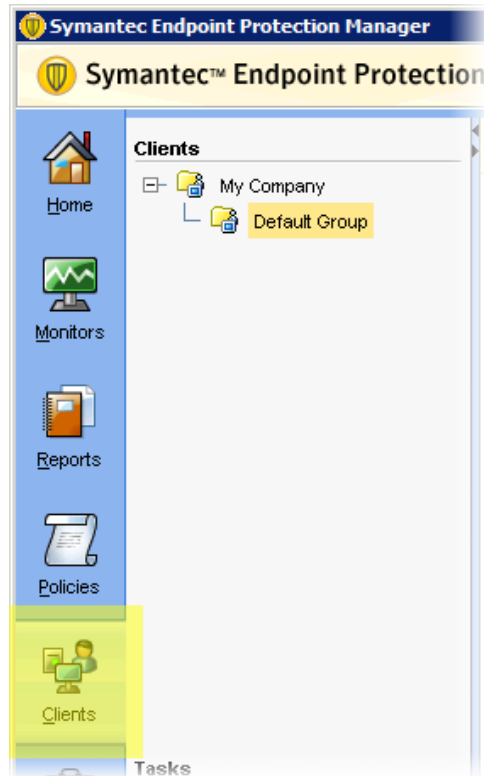 Symantec Endpoint Protection Manager
Symantec™ Endpoint Protection
Home
Monitors
Reports
Policies
Clients
Clients
My Company
Default Group
Tasks